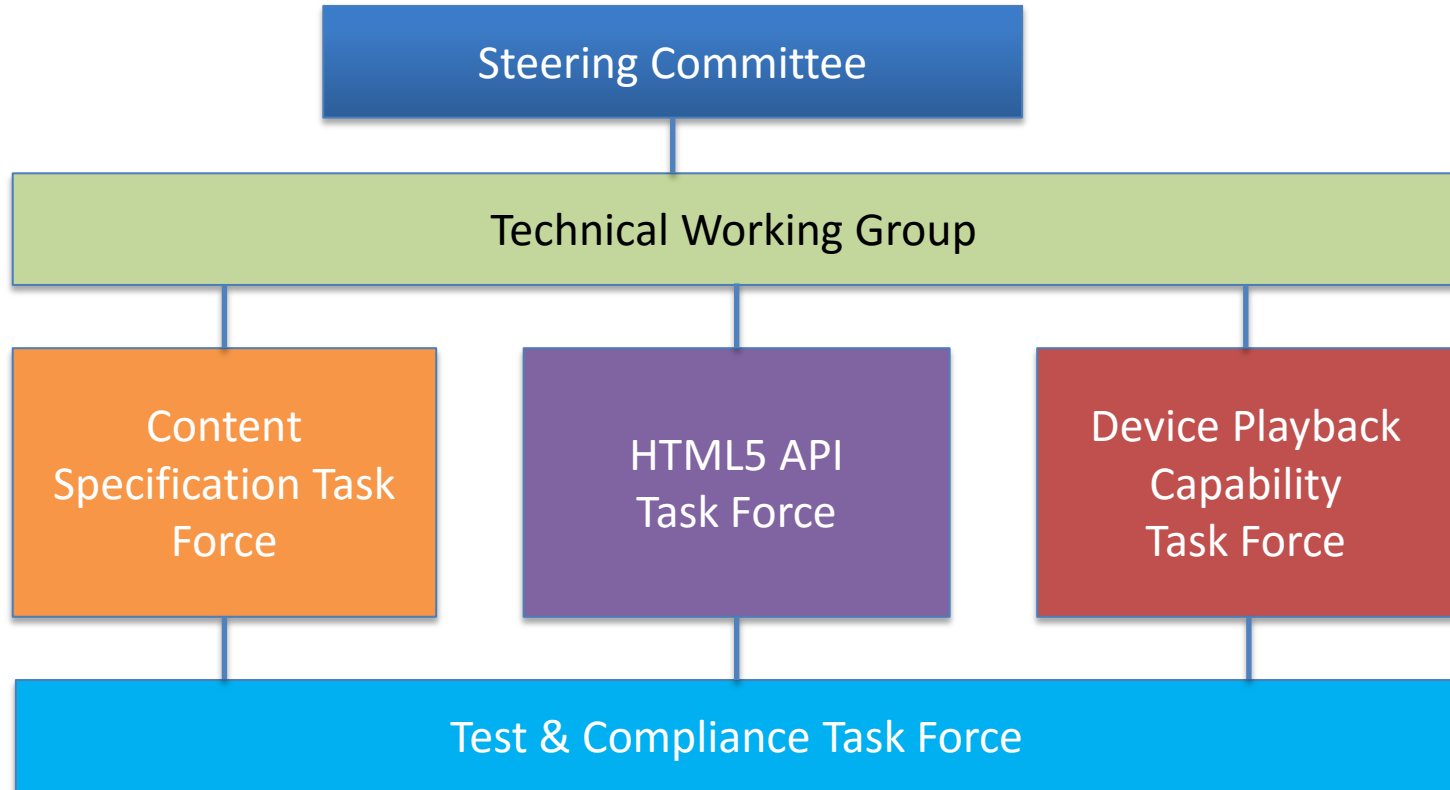 Steering Committee
Technical Working Group
Content
Specification Task
Force
HTML5 API
Task Force
Device Playback
Capability
Task Force
Test & Compliance Task Force